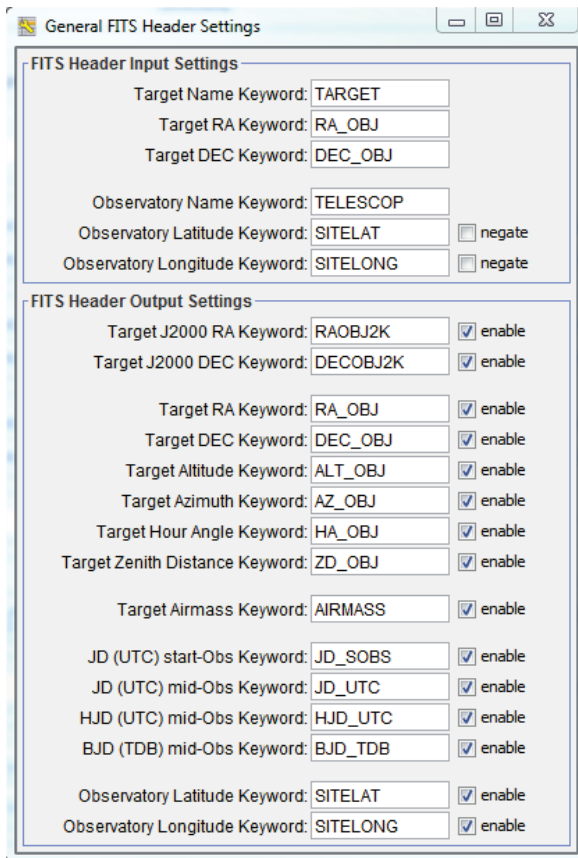 General FITS Header Settings
FITS Header Input Settings
Target Name Keyword: TARGET
Target RA Keyword: RA_OBJ
Target DEC Keyword: DEC_OBJ
Observatory Name Keyword: TELESCOP
Observatory Latitude Keyword: SITELAT negate
Observatory Longitude Keyword: SITELONG negate
FITS Header Output Settings
Target J2000 RA Keyword: RAOBJ2K enable
Target J2000 DEC Keyword: DECOBJ2K enable
Target RA Keyword: RA_OBJ enable
Target DEC Keyword: DEC_OBJ enable
Target Altitude Keyword: ALT_OBJ enable
Target Azimuth Keyword: AZ_OBJ enable
Target Hour Angle Keyword: HA_OBJ enable
Target Zenith Distance Keyword: ZD_OBJ enable
Target Airmass Keyword: AIRMASS enable
JD (UTC) start-Obs Keyword: JD_SOBS enable
JD (UTC) mid-Obs Keyword: JD_UTC enable
HJD (UTC) mid-Obs Keyword: HJD_UTC enable
BJD (TDB) mid-Obs Keyword: BJD_TDB enable
Observatory Latitude Keyword: SITELAT enable
Observatory Longitude Keyword: SITELONG enable